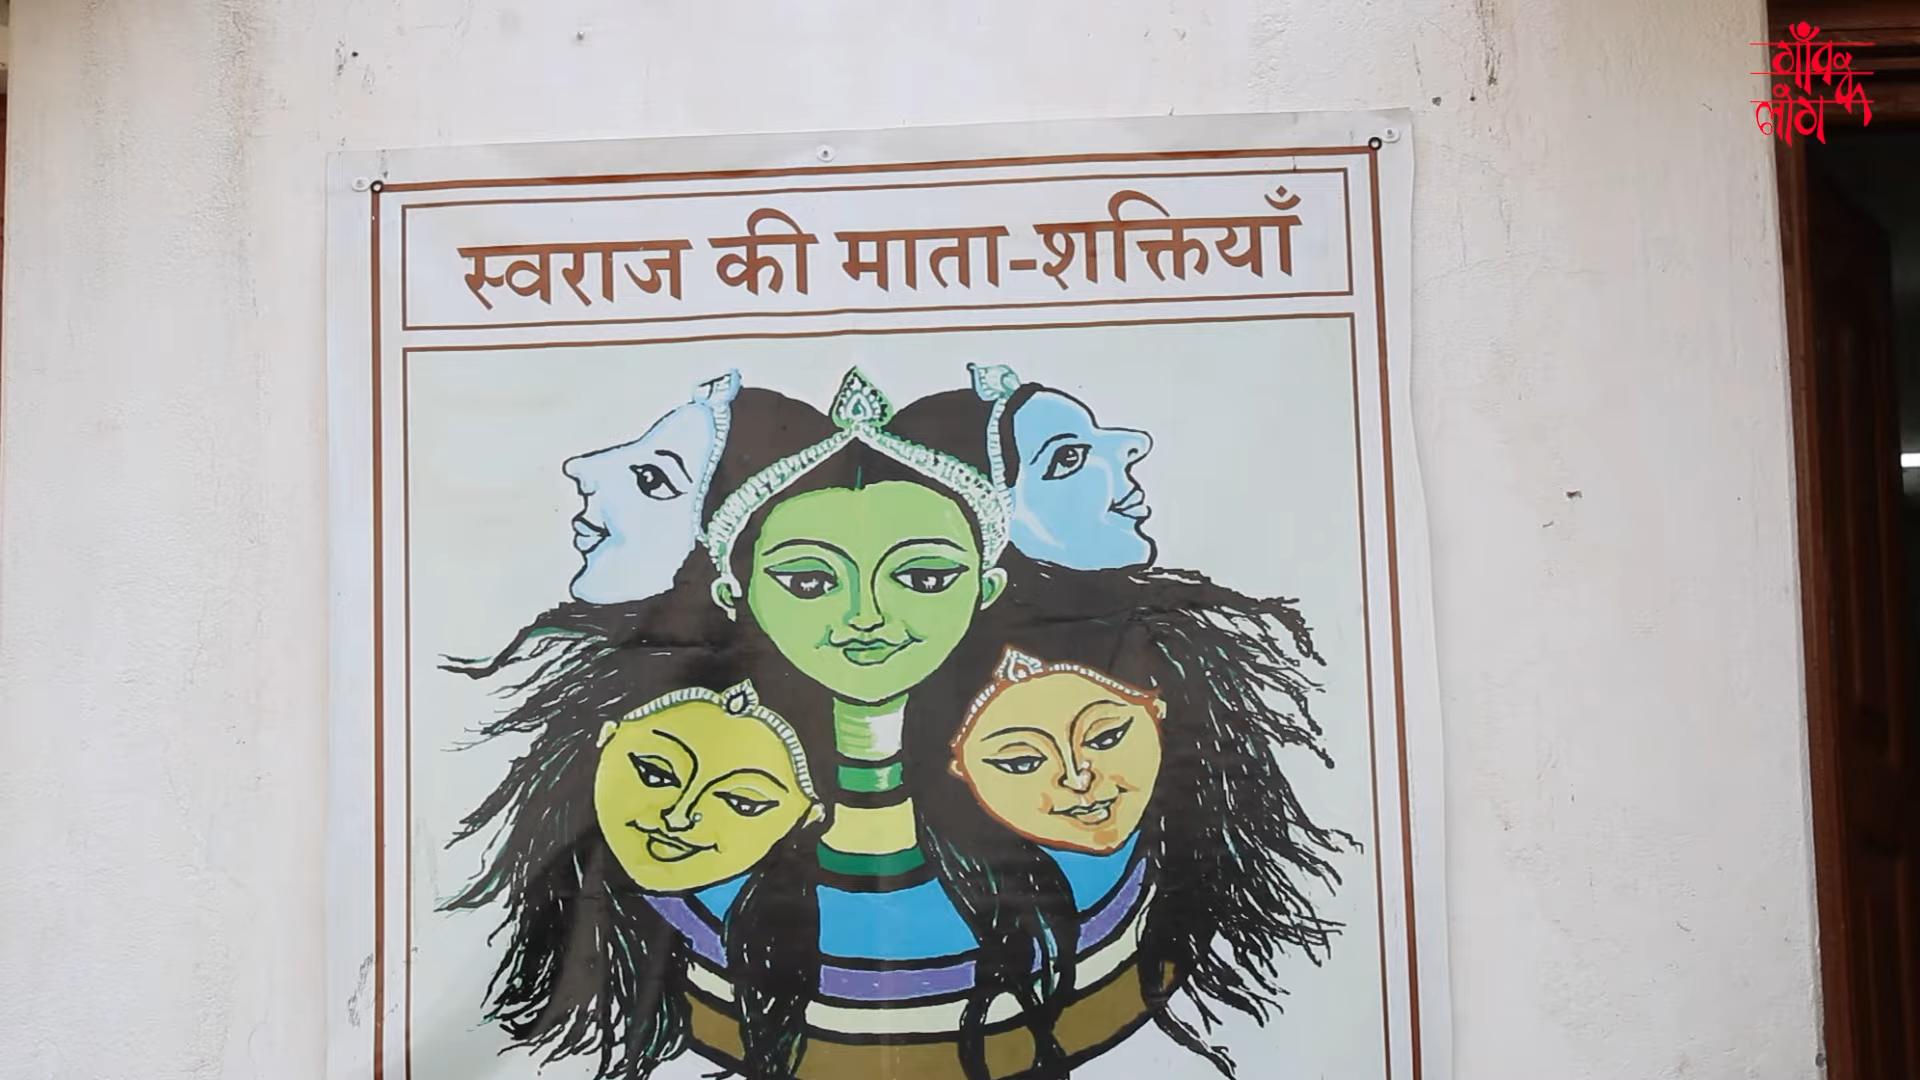 स्वराज की माता-शक्तियाँ
गाँव के
लोग